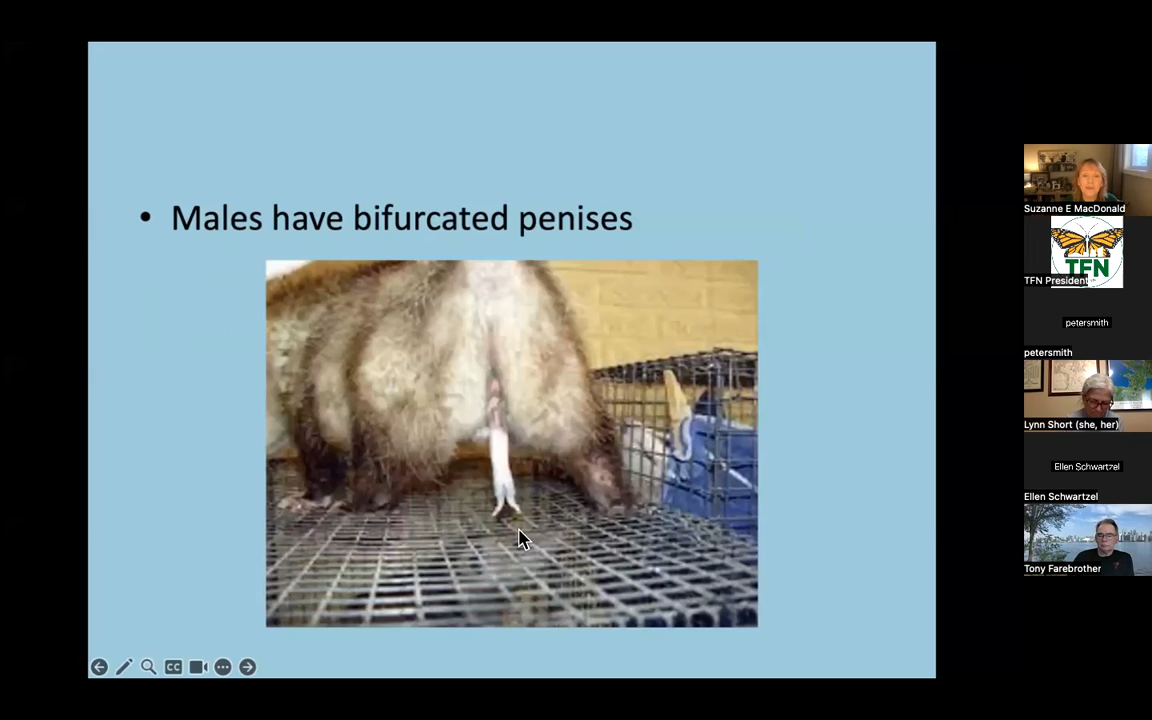 • Males have bifurcated penises
Suzanne E MacDonald
TFN
TFN President
petersmith
petersmith
Lynn Short (she, her)
Ellen Schwartzel
Ellen Schwartzel
Tony Farebrother
CC